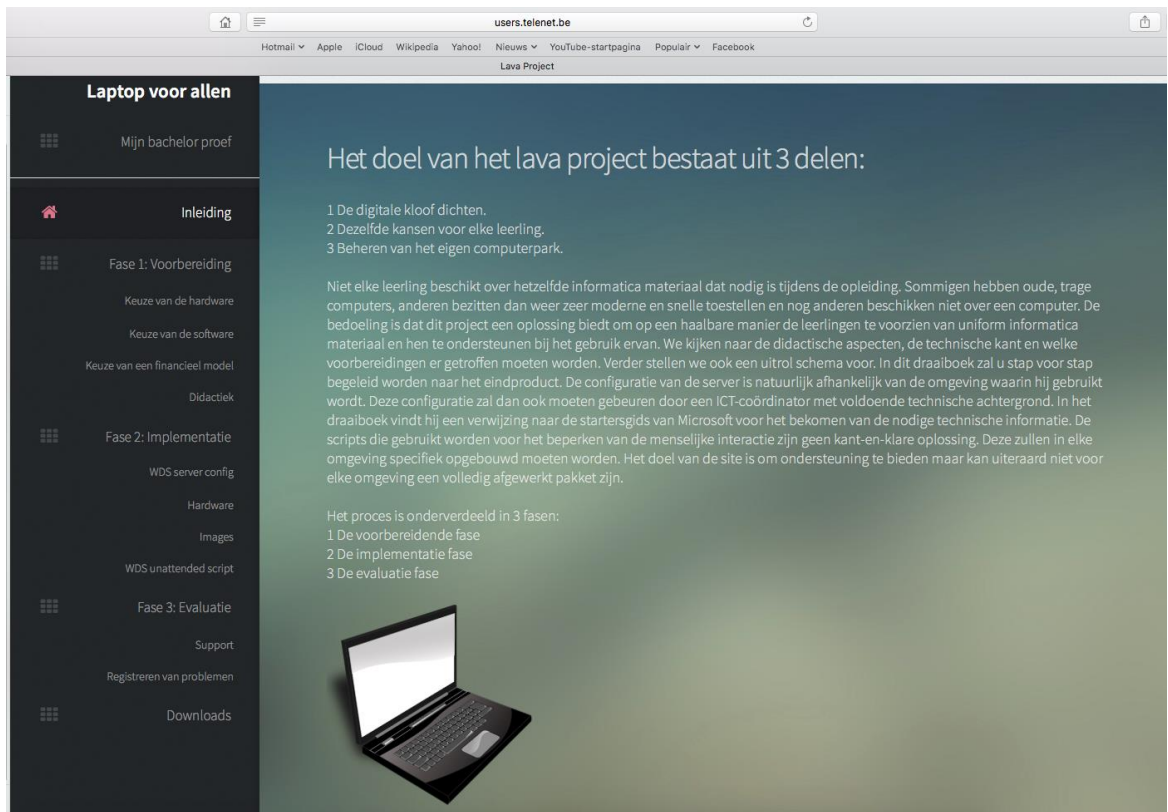 users.telenet.be
Hotmail Apple iCloud Wikipedia Yahoo! Nieuws YouTube-startpagina Populair Facebook
Lava Project
Laptop voor allen
Mijn bachelor proef
Inleiding
Fase 1: Voorbereiding
Keuze van de hardware
Keuze van de software
Keuze van een financieel model
Didactiek
Fase 2: Implementatie
WDS server config
Hardware
Images
WDS unattended script
Fase 3: Evaluatie
Support
Registreren van problemen
Downloads
Het doel van het lava project bestaat uit 3 delen:
1 De digitale kloof dichten.
2 Dezelfde kansen voor elke leerling.
3 Beheren van het eigen computerpark.
Niet elke leerling beschikt over hetzelfde informatica materiaal dat nodig is tijdens de opleiding. Sommigen hebben oude, trage
computers, anderen bezitten dan weer zeer moderne en snelle toestellen en nog anderen beschikken niet over een computer. De
bedoeling is dat dit project een oplossing biedt om op een haalbare manier de leerlingen te voorzien van uniform informatica
materiaal en hen te ondersteunen bij het gebruik ervan. We kijken naar de didactische aspecten, de technische kant en welke
voorbereidingen er getroffen moeten worden. Verder stellen we ook een uitrol schema voor. In dit draaiboek zal u stap voor stap
begeleid worden naar het eindproduct. De configuratie van de server is natuurlijk afhankelijk van de omgeving waarin hij gebruikt
wordt. Deze configuratie zal dan ook moeten gebeuren door een ICT-coördinator met voldoende technische achtergrond. In het
draaiboek vindt hij een verwijzing naar de startersgids van Microsoft voor het bekomen van de nodige technische informatie. De
scripts die gebruikt worden voor het beperken van de menselijke interactie zijn geen kant-en-klare oplossing. Deze zullen in elke
omgeving specifiek opgebouwd moeten worden. Het doel van de site is om ondersteuning te bieden maar kan uiteraard niet voor
elke omgeving een volledig afgewerkt pakket zijn.
Het proces is onderverdeeld in 3 fasen:
1 De voorbereidende fase
2 De implementatie fase
3 De evaluatie fase